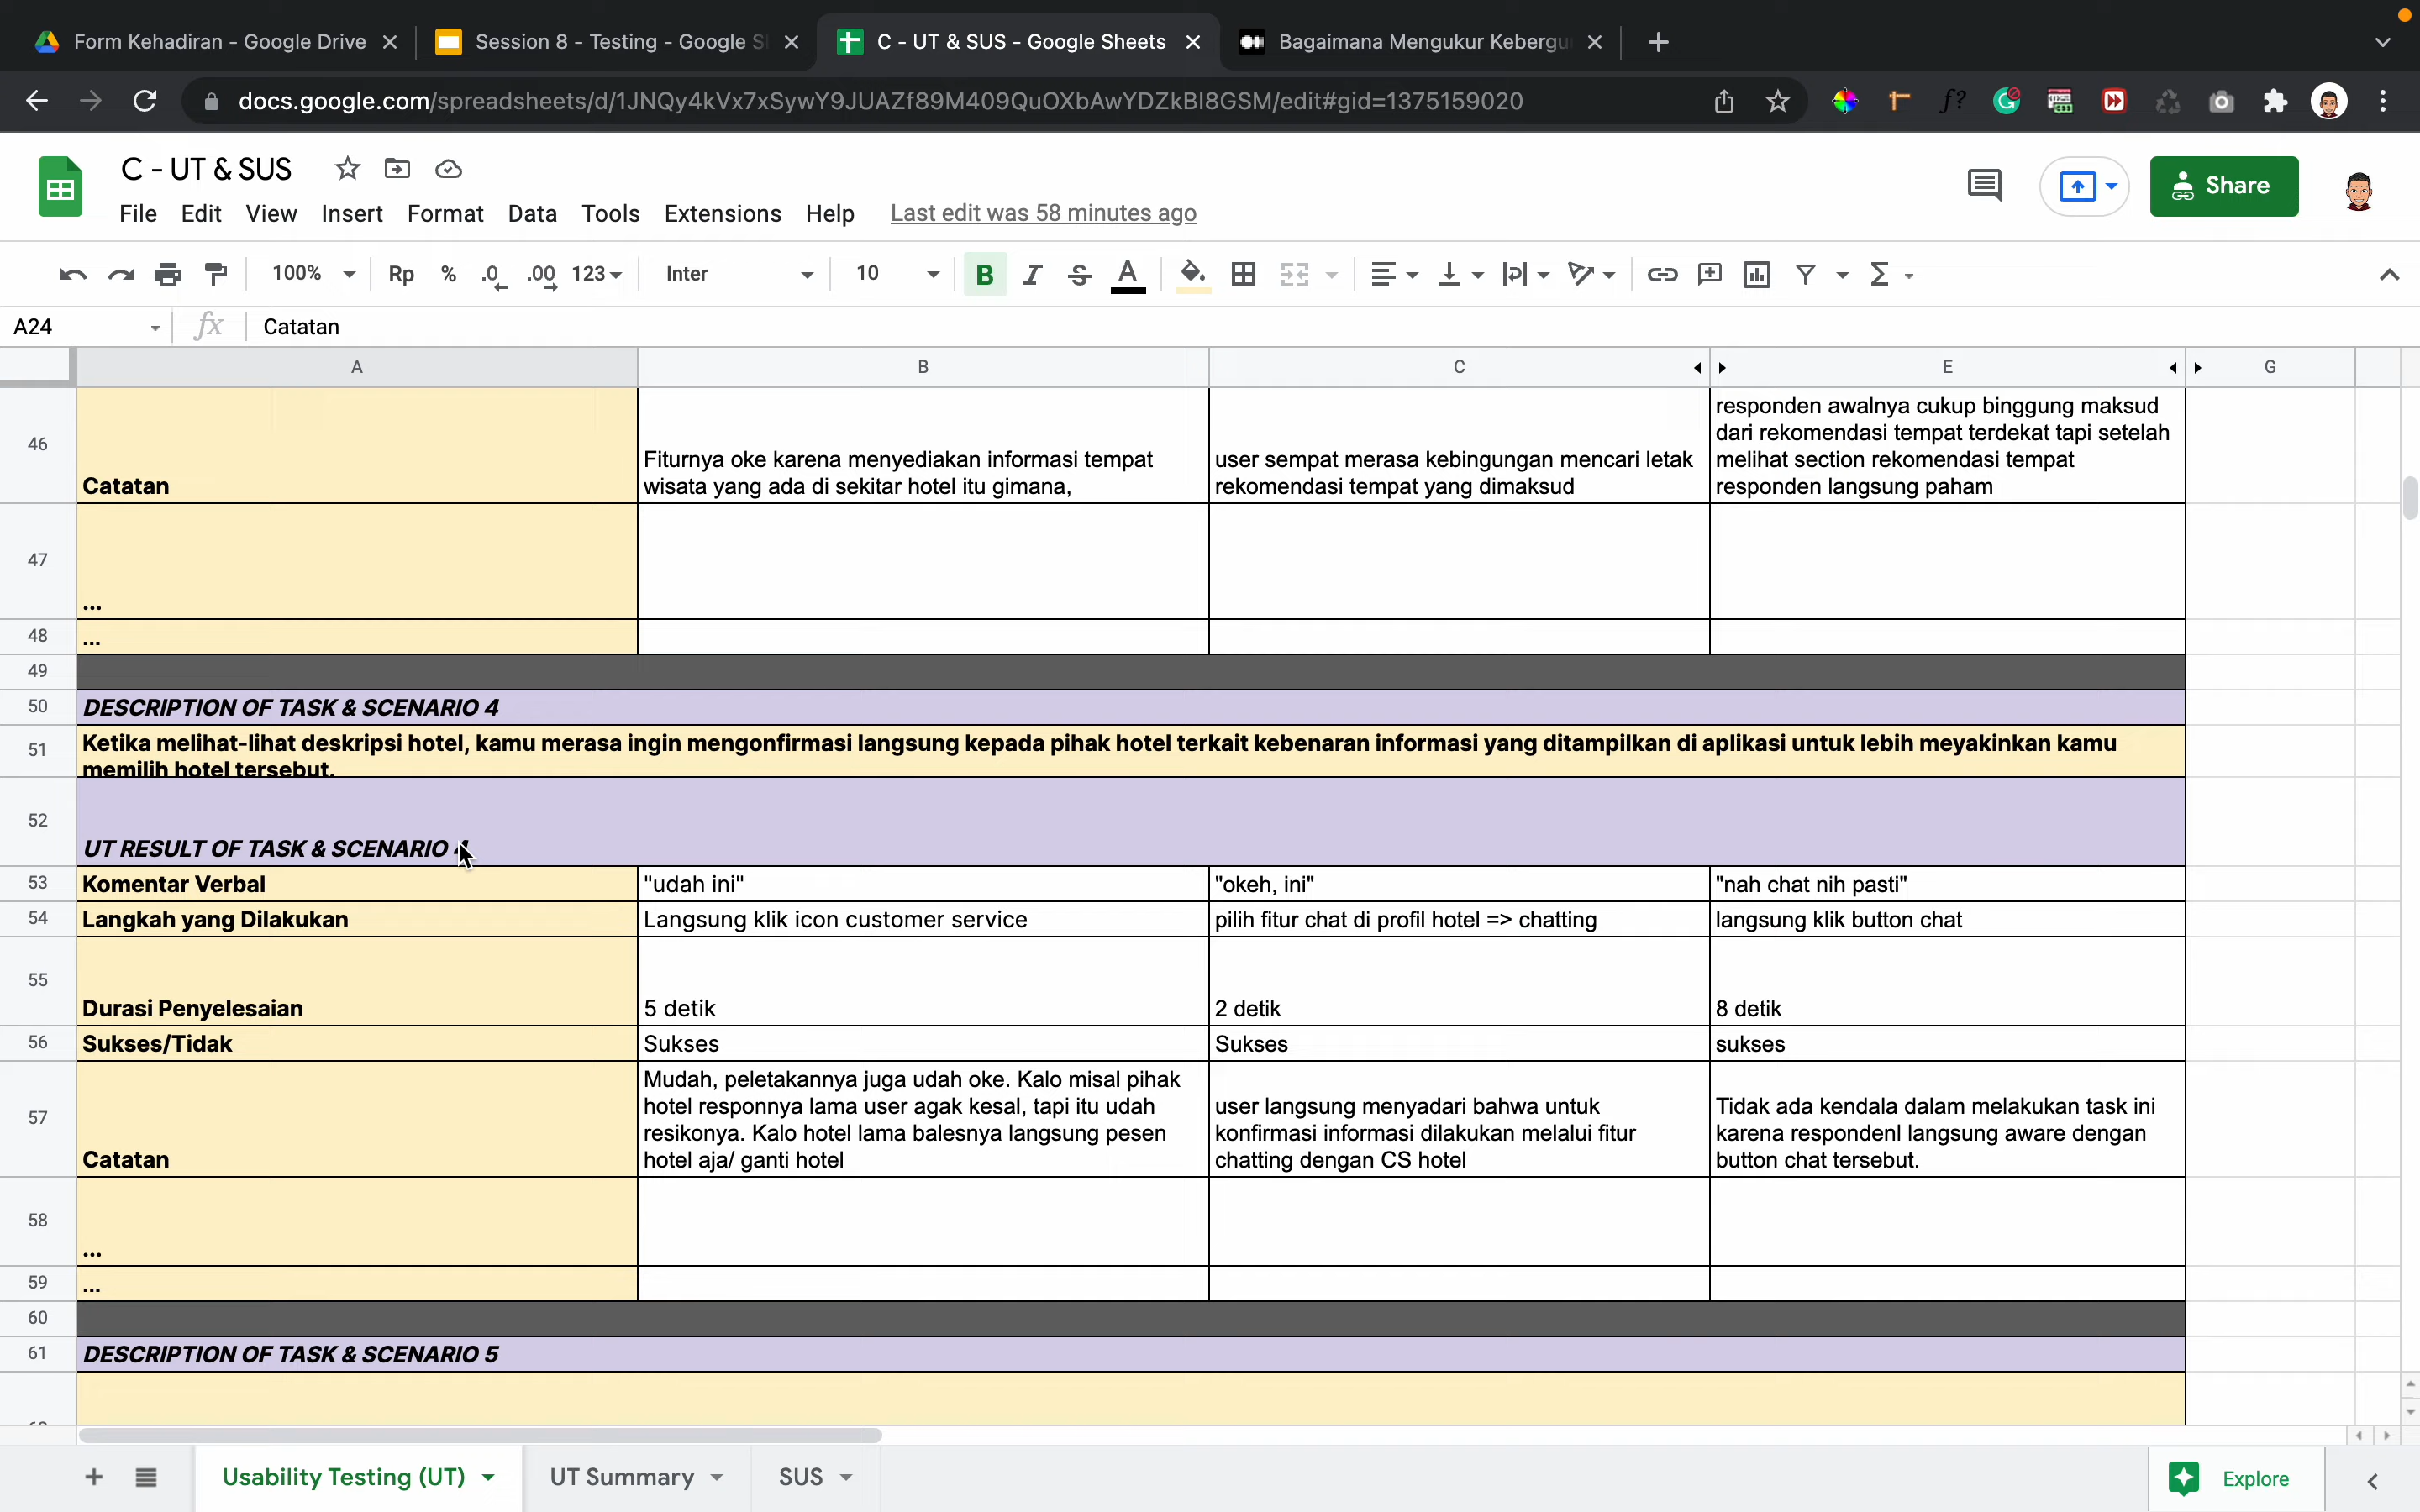 Form Kehadiran - Google Drive
Session 8 - Testing - Google Sl
C - UT & SUS - Google Sheets
Bagaimana Mengukur Kebergu
docs.google.com/spreadsheets/d/1JNQy4kVx7xSywY9JUAZf89M409QuOXbAwYDZkBI8GSM/edit#gid=1375159020
C - UT & SUS
Share
File Edit View Insert Format Data Tools Extensions Help Last edit was 58 minutes ago
100% Rp % .0 .00 123 Inter 10 B I S A
A24 fx Catatan
A B C E G
46
Catatan
Fiturnya oke karena menyediakan informasi tempat
wisata yang ada di sekitar hotel itu gimana,
user sempat merasa kebingungan mencari letak
rekomendasi tempat yang dimaksud
responden awalnya cukup binggung maksud
dari rekomendasi tempat terdekat tapi setelah
melihat section rekomendasi tempat
responden langsung paham
47 ...
48 ...
49
50 DESCRIPTION OF TASK & SCENARIO 4
51 Ketika melihat-lihat deskripsi hotel, kamu merasa ingin mengonfirmasi langsung kepada pihak hotel terkait kebenaran informasi yang ditampilkan di aplikasi untuk lebih meyakinkan kamu
memilih hotel tersebut.
52 UT RESULT OF TASK & SCENARIO 4
53 Komentar Verbal "udah ini" "okeh, ini" "nah chat nih pasti"
54 Langkah yang Dilakukan Langsung klik icon customer service pilih fitur chat di profil hotel => chatting langsung klik button chat
55 Durasi Penyelesaian 5 detik 2 detik 8 detik
56 Sukses/Tidak Sukses Sukses sukses
57
Catatan
Mudah, peletakannya juga udah oke. Kalo misal pihak
hotel responnya lama user agak kesal, tapi itu udah
resikonya. Kalo hotel lama balesnya langsung pesen
hotel aja/ ganti hotel
user langsung menyadari bahwa untuk
konfirmasi informasi dilakukan melalui fitur
chatting dengan CS hotel
Tidak ada kendala dalam melakukan task ini
karena respondenl langsung aware dengan
button chat tersebut.
58 ...
59 ...
60
61 DESCRIPTION OF TASK & SCENARIO 5
Usability Testing (UT) UT Summary SUS Explore